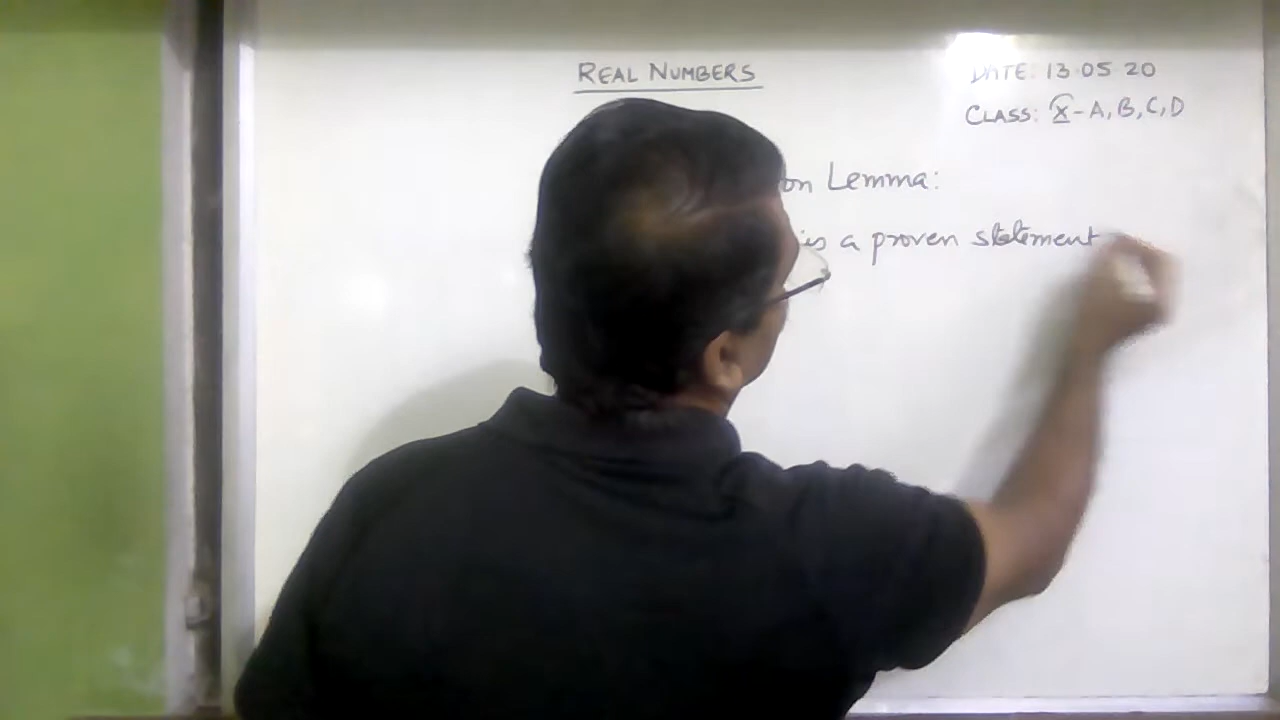 REAL NUMBERS
DATE: 13.05.20
CLASS: X-A, B, C, D
Lemma:
is a proven statement